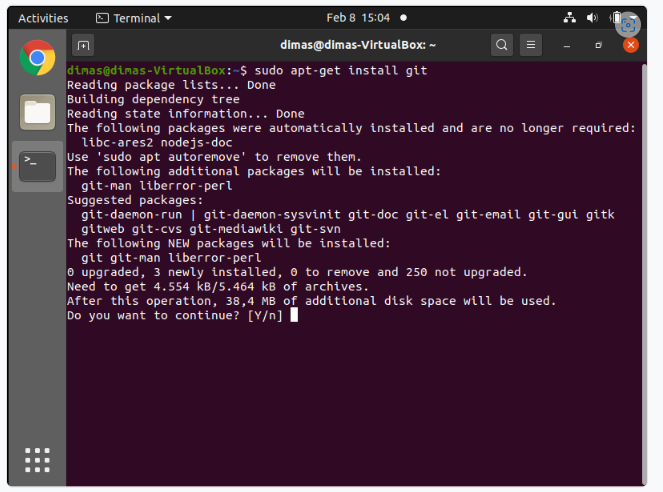 Activities
Terminal
Feb 8 15:04
dimas@dimas-VirtualBox: ~
dimas@dimas-VirtualBox:~$ sudo apt-get install git
Reading package lists... Done
Building dependency tree
Reading state information... Done
The following packages were automatically installed and are no longer required:
libc-ares2 nodejs-doc
Use 'sudo apt autoremove' to remove them.
The following additional packages will be installed:
git-man liberror-perl
Suggested packages:
git-daemon-run | git-daemon-sysvinit git-doc git-el git-email git-gui gitk
gitweb git-cvs git-mediawiki git-svn
The following NEW packages will be installed:
git git-man liberror-perl
0 upgraded, 3 newly installed, 0 to remove and 250 not upgraded.
Need to get 4.554 kB/5.464 kB of archives.
After this operation, 38,4 MB of additional disk space will be used.
Do you want to continue? [Y/n]